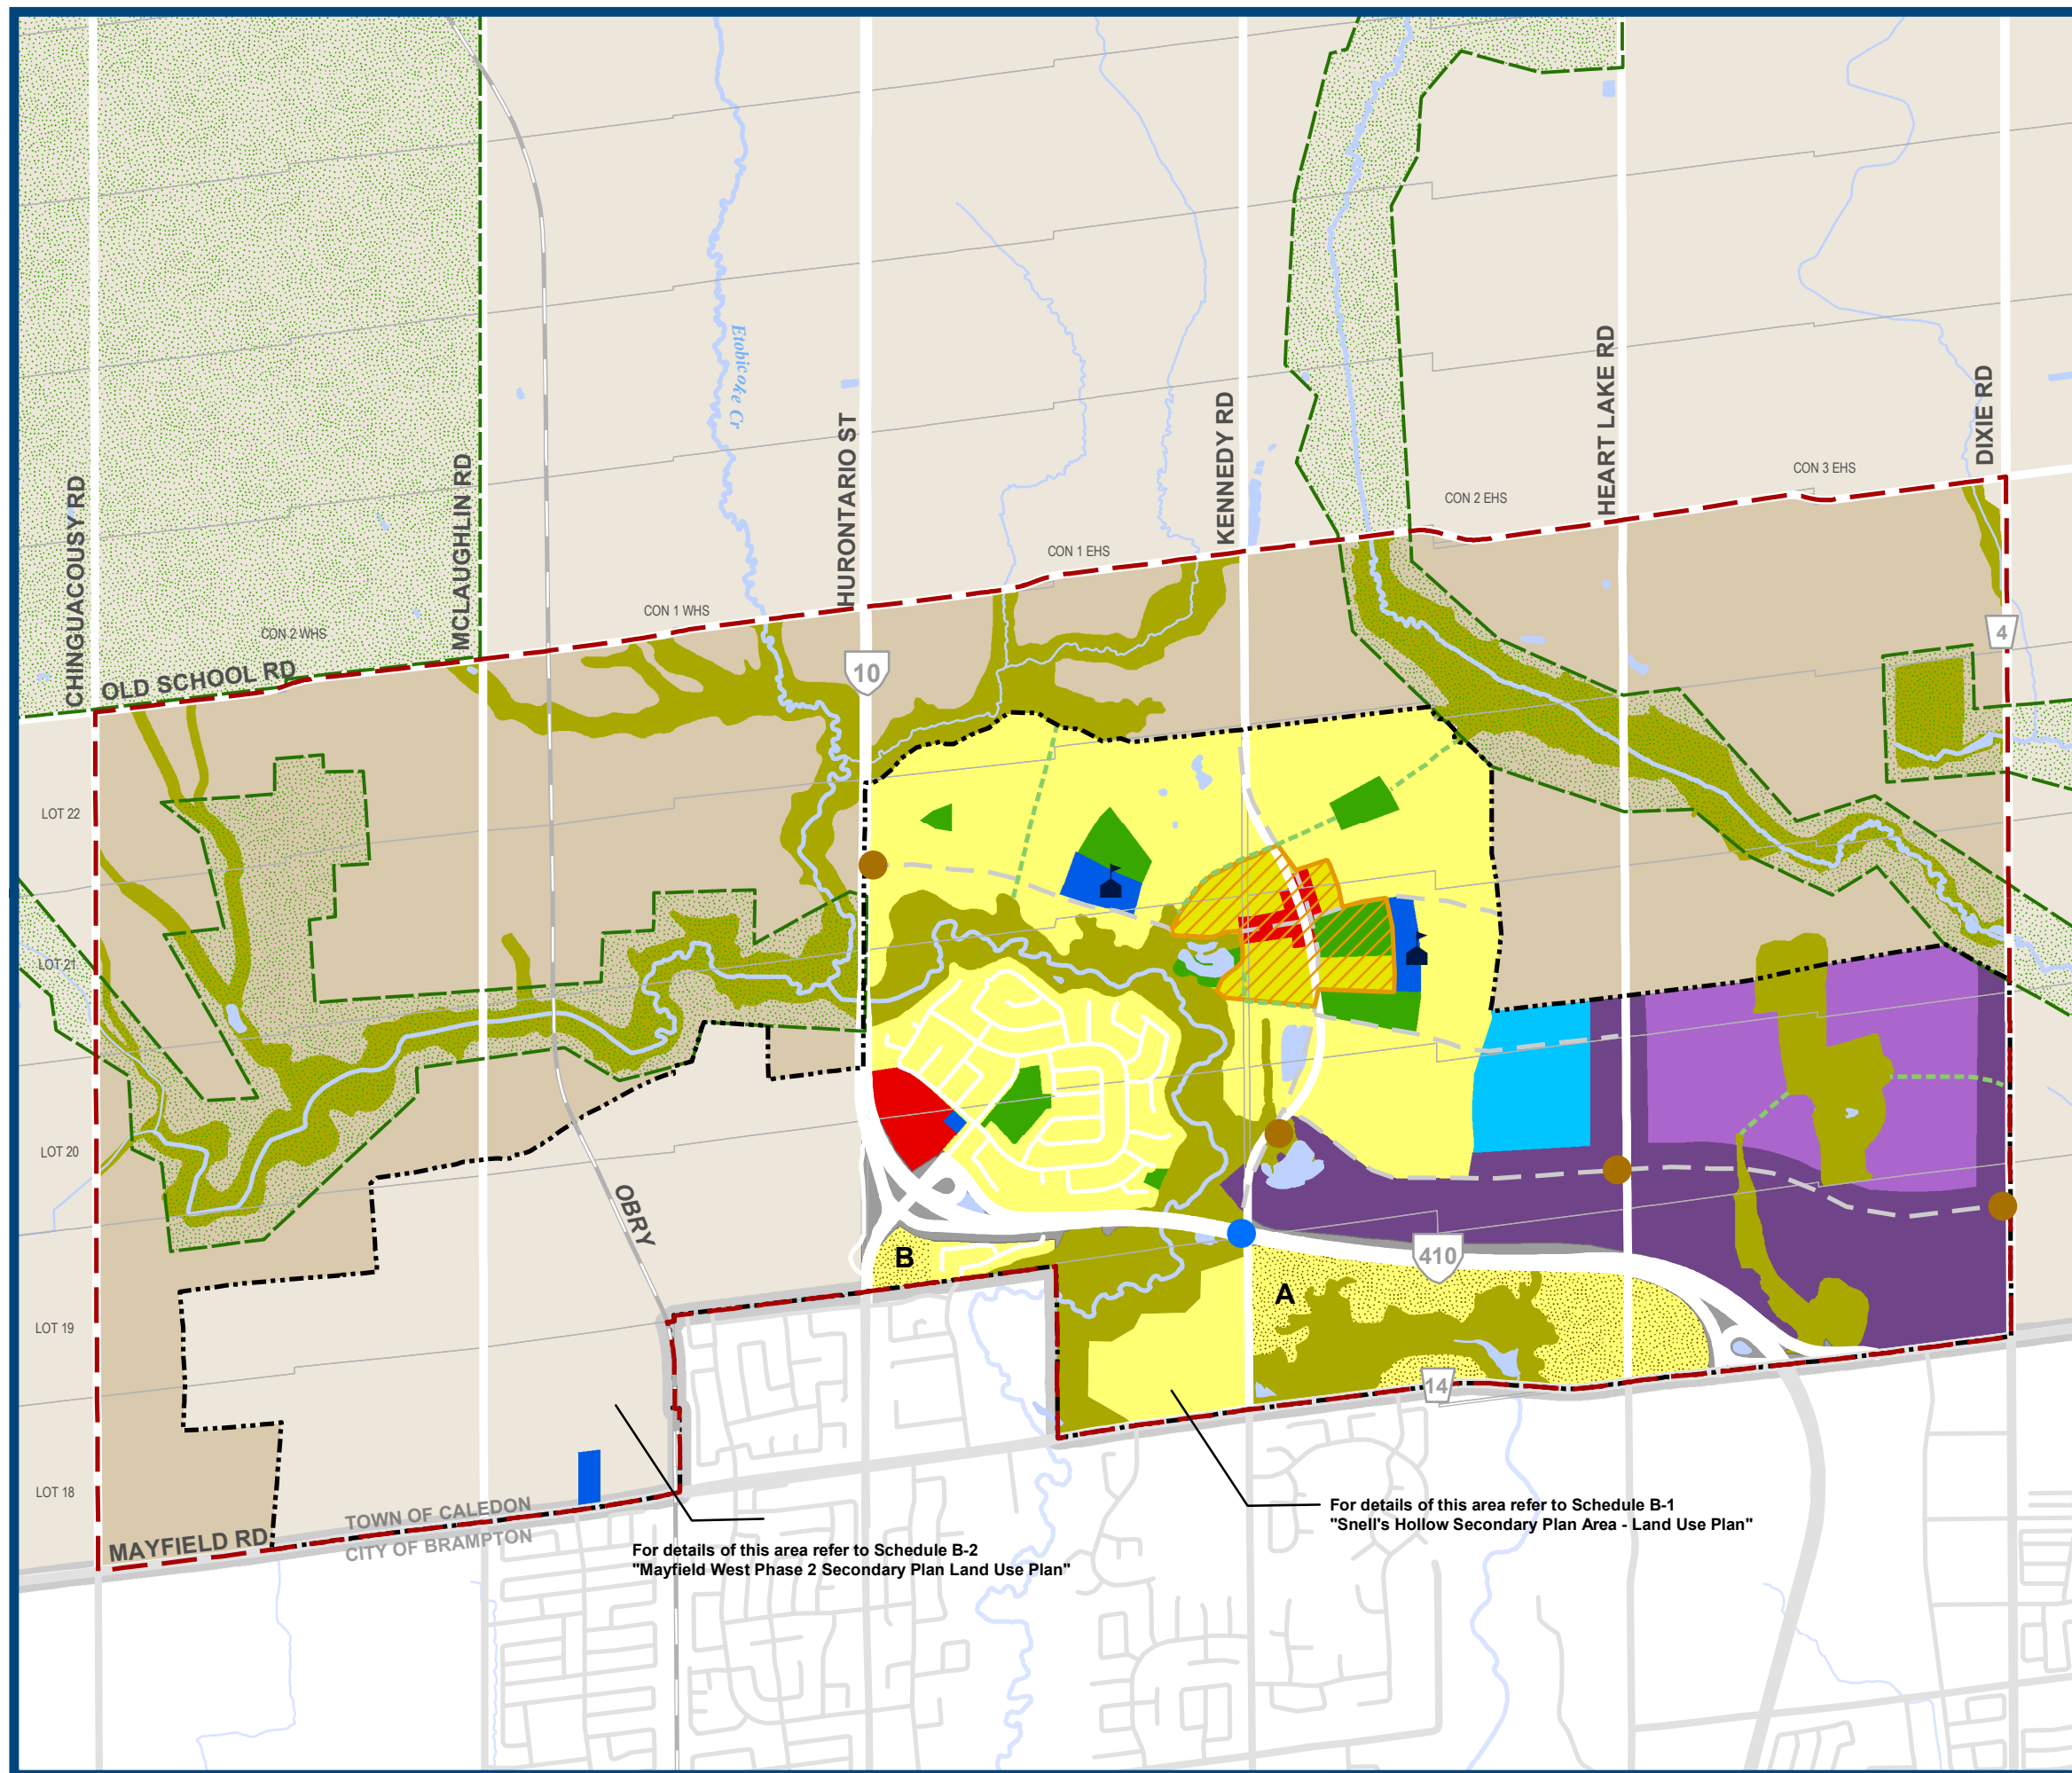 Etobicoke Cr
CHINGUACOUSY RD
MCLAUGHLIN RD
HURONTARIO ST
KENNEDY RD
HEART LAKE RD
DIXIE RD
CON 3 EHS
CON 2 EHS
CON 1 EHS
CON 1 WHS
CON 2 WHS
OLD SCHOOL RD
4
10
LOT 22
LOT 21
LOT 20
LOT 19
LOT 18
OBRY
B
A
410
14
TOWN OF CALEDON
CITY OF BRAMPTON
MAYFIELD RD
For details of this area refer to Schedule B-1
"Snell's Hollow Secondary Plan Area - Land Use Plan"
For details of this area refer to Schedule B-2
"Mayfield West Phase 2 Secondary Plan Land Use Plan"